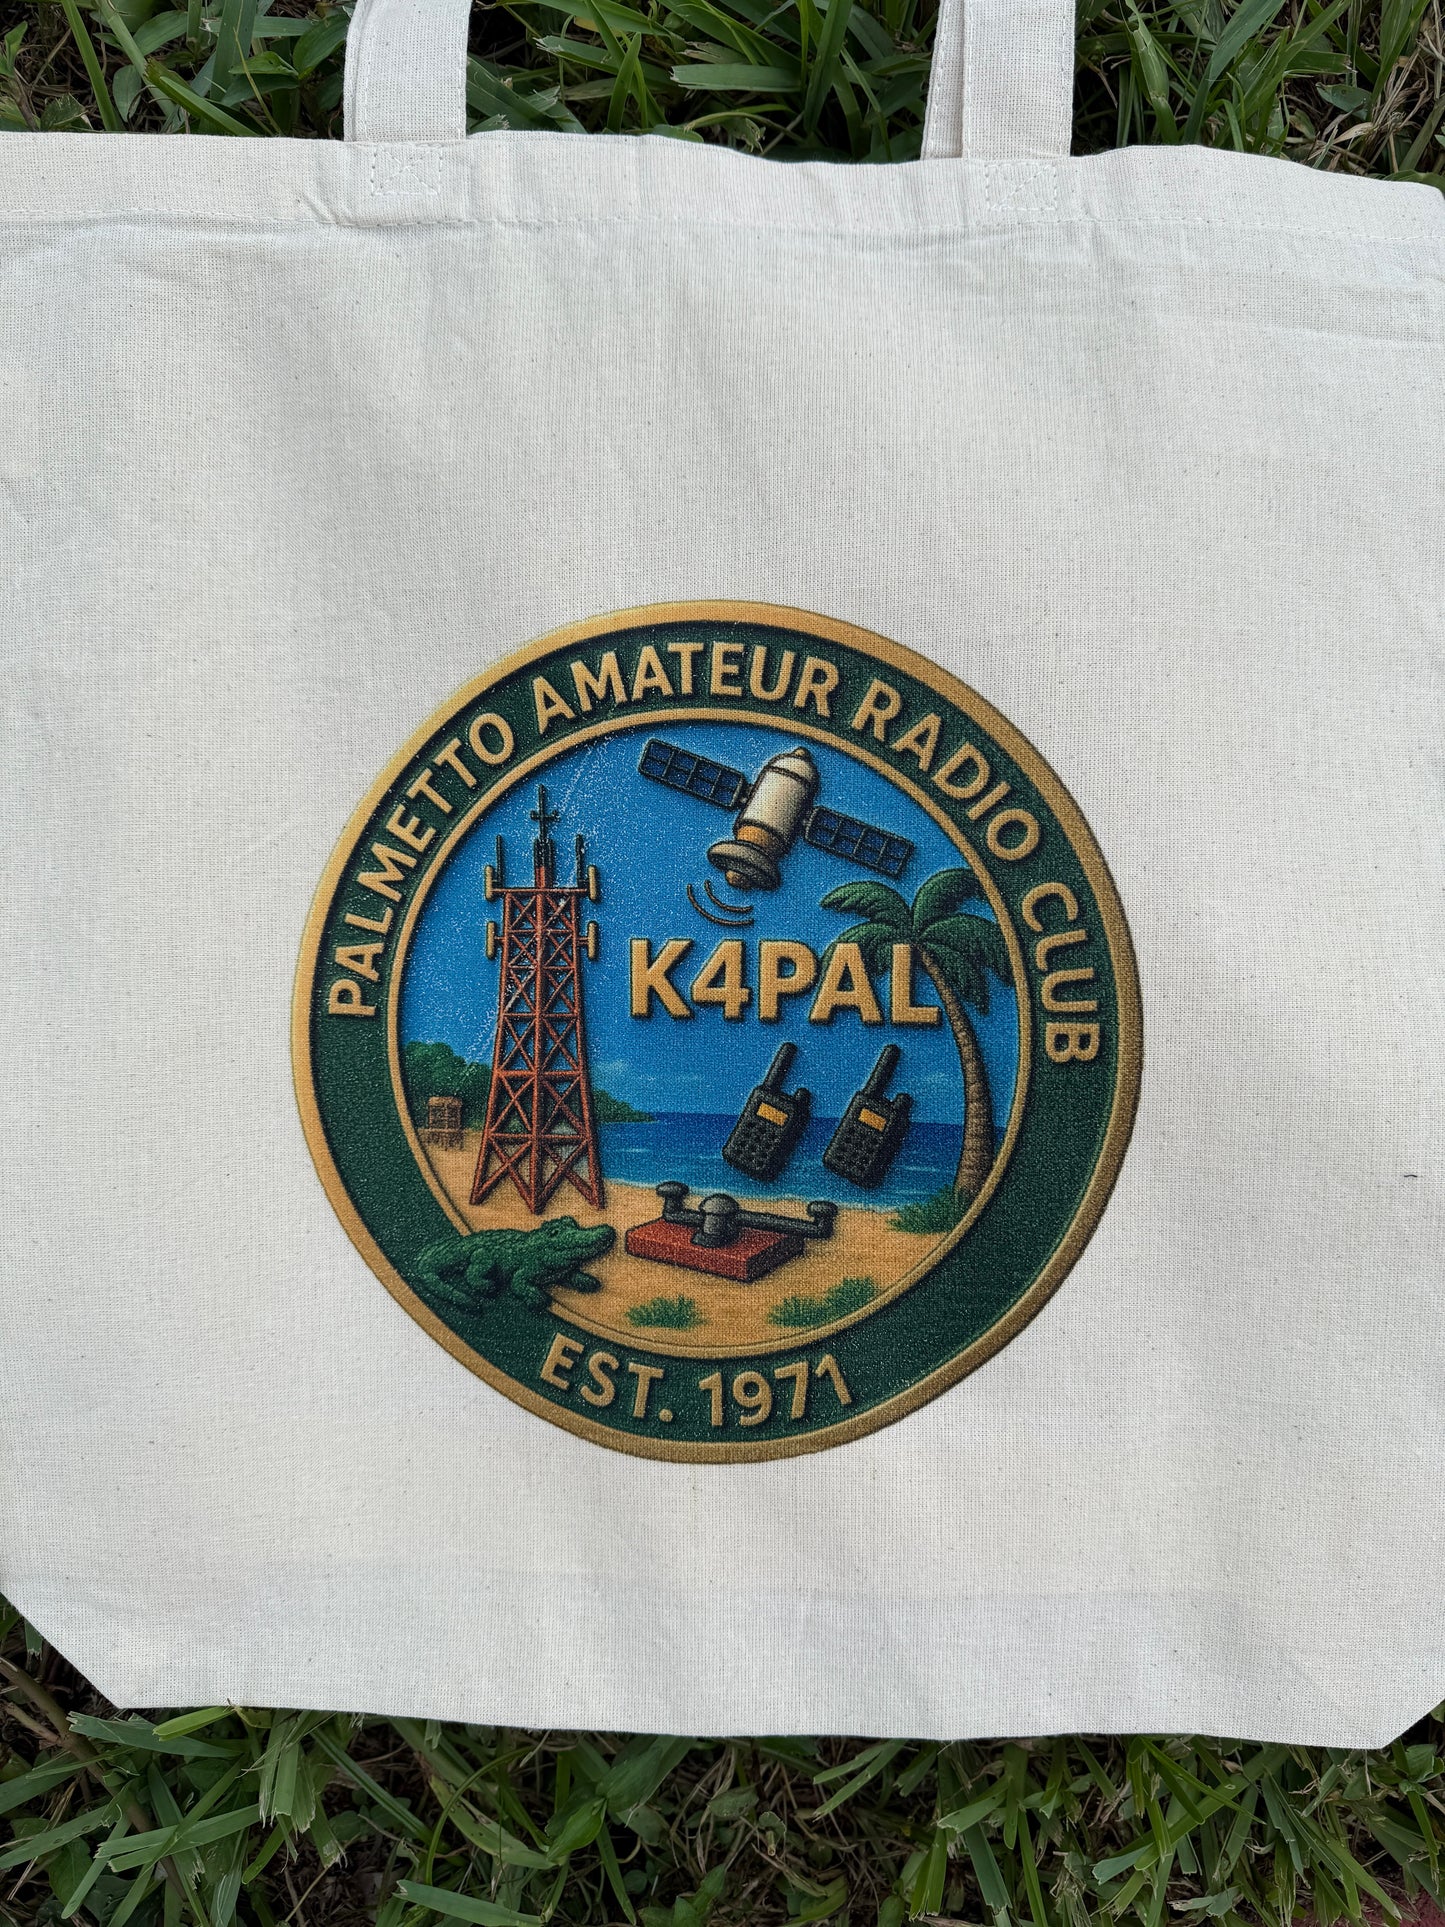 PALMETTO AMATEUR RADIO CLUB
K4PAL
EST. 1971